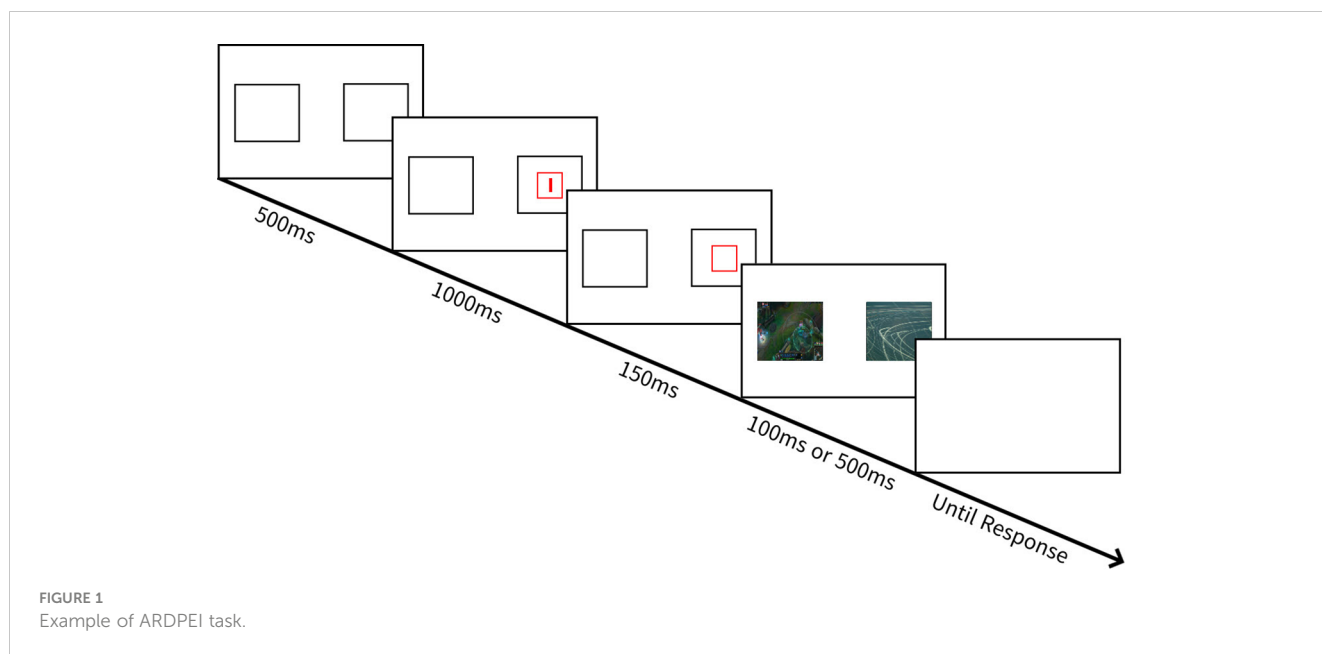 500ms
1000ms
150ms
100ms or 500ms
Until Response
FIGURE 1
Example of ARDPEI task.